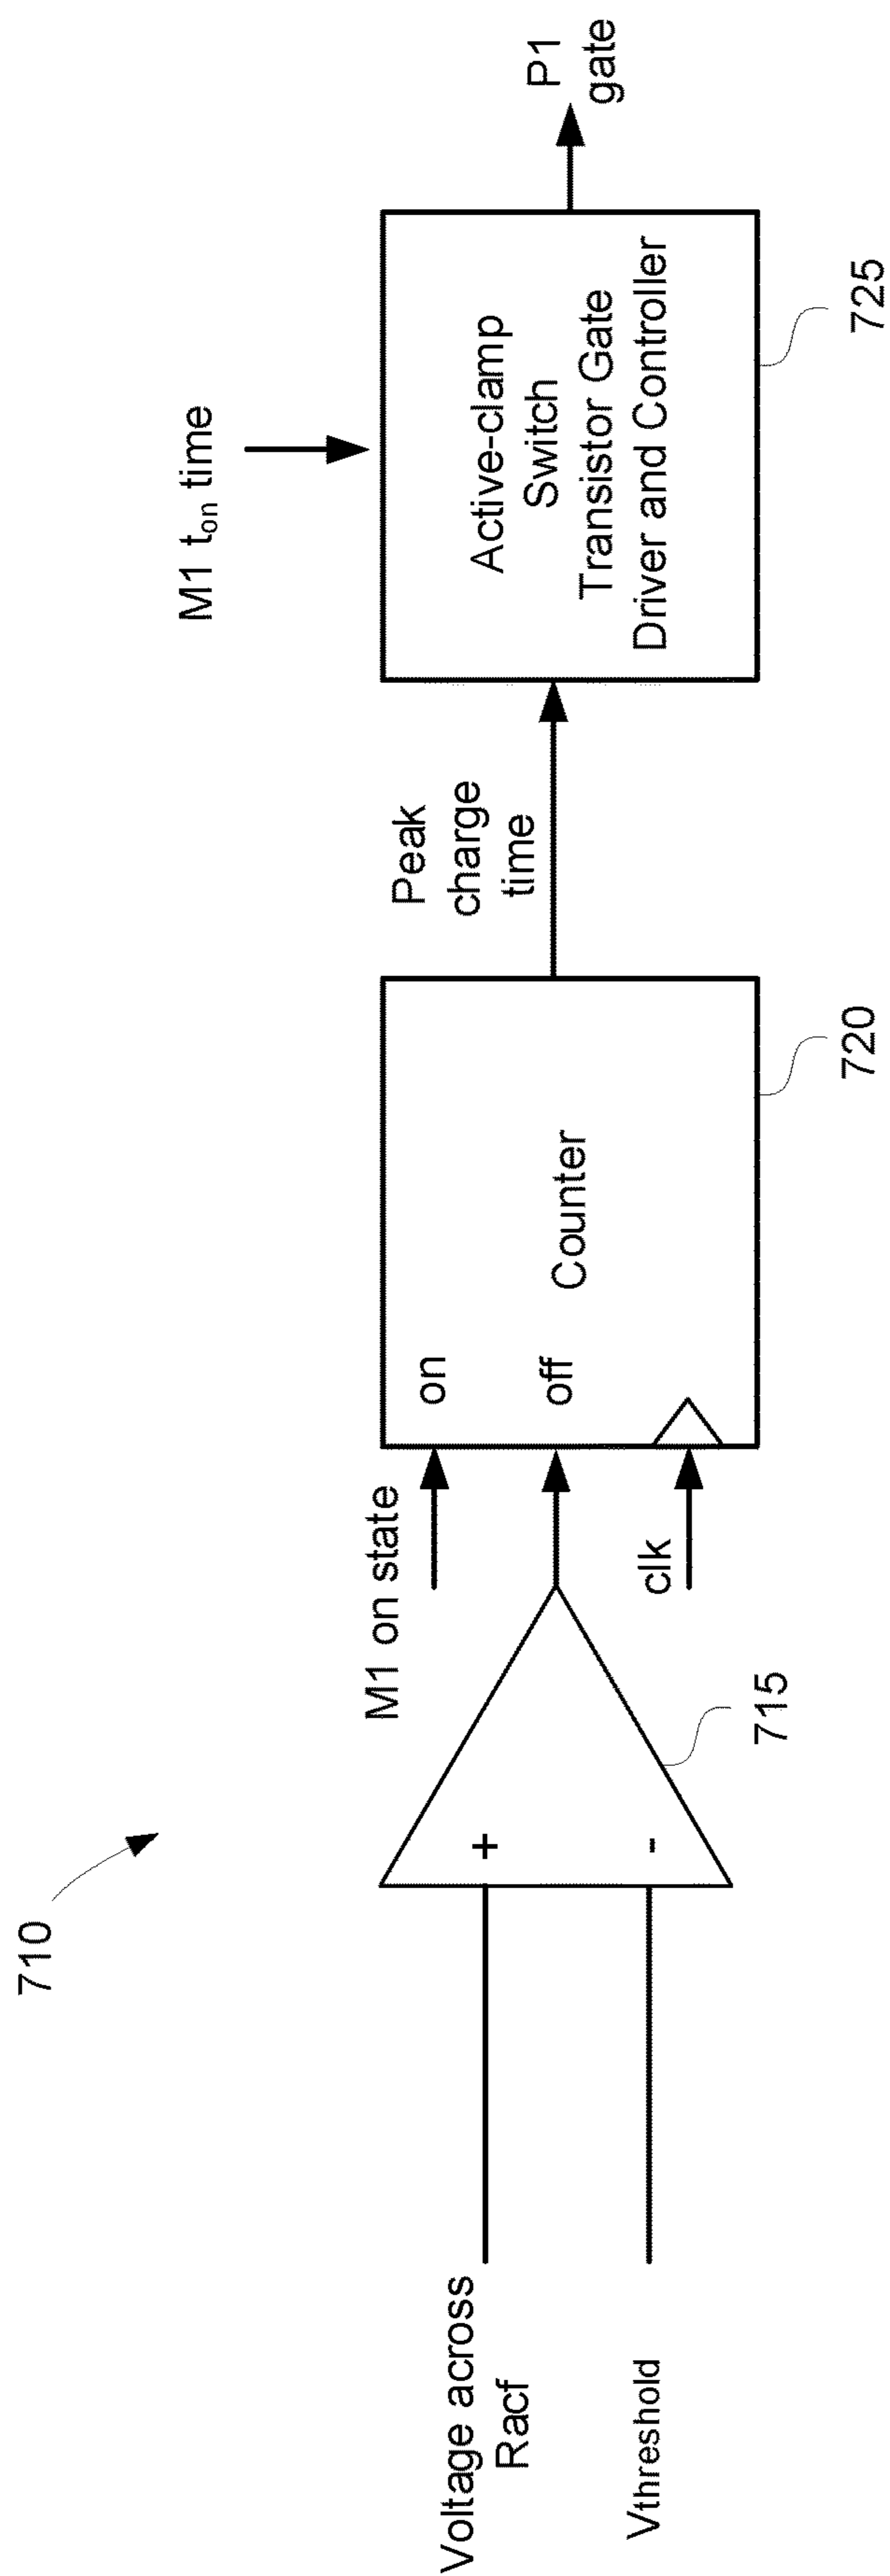 710
Voltage across
Racf
Vthreshold
+
-
715
M1 on state
clk
on
off
Counter
720
Peak
charge
time
M1 ton time
Active-clamp
Switch
Transistor Gate
Driver and Controller
725
P1
gate